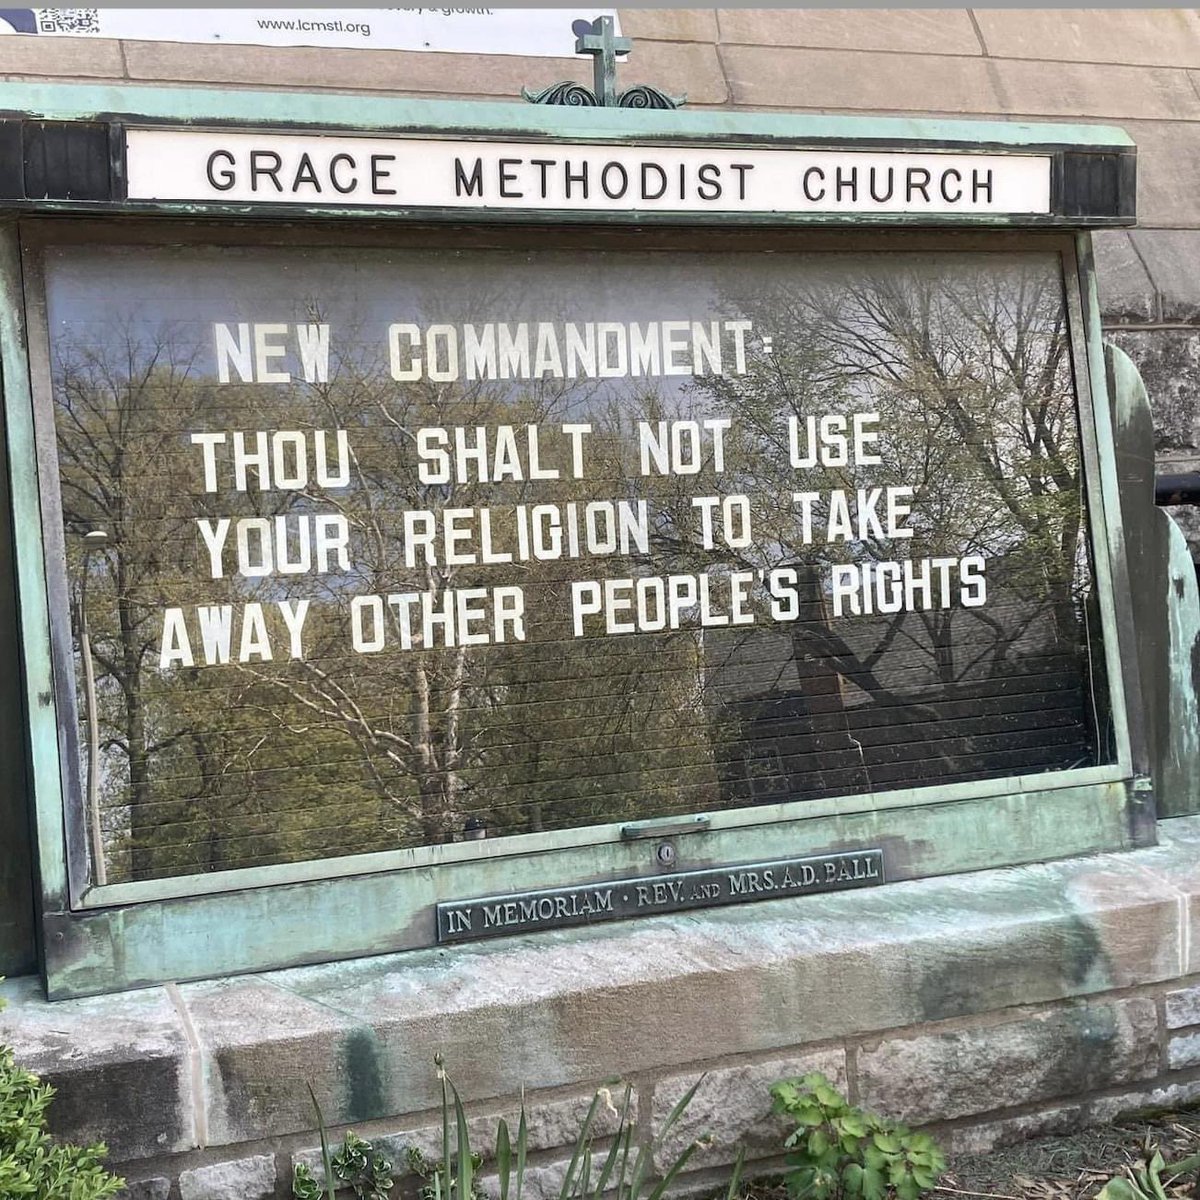 & growth.
www.lcmstl.org
GRACE METHODIST CHURCH
NEW COMMANDMENT:
THOU SHALT NOT USE
YOUR RELIGION TO TAKE
AWAY OTHER PEOPLE'S RIGHTS
IN MEMORIAM · REV. AND MRS. A.D. BALL